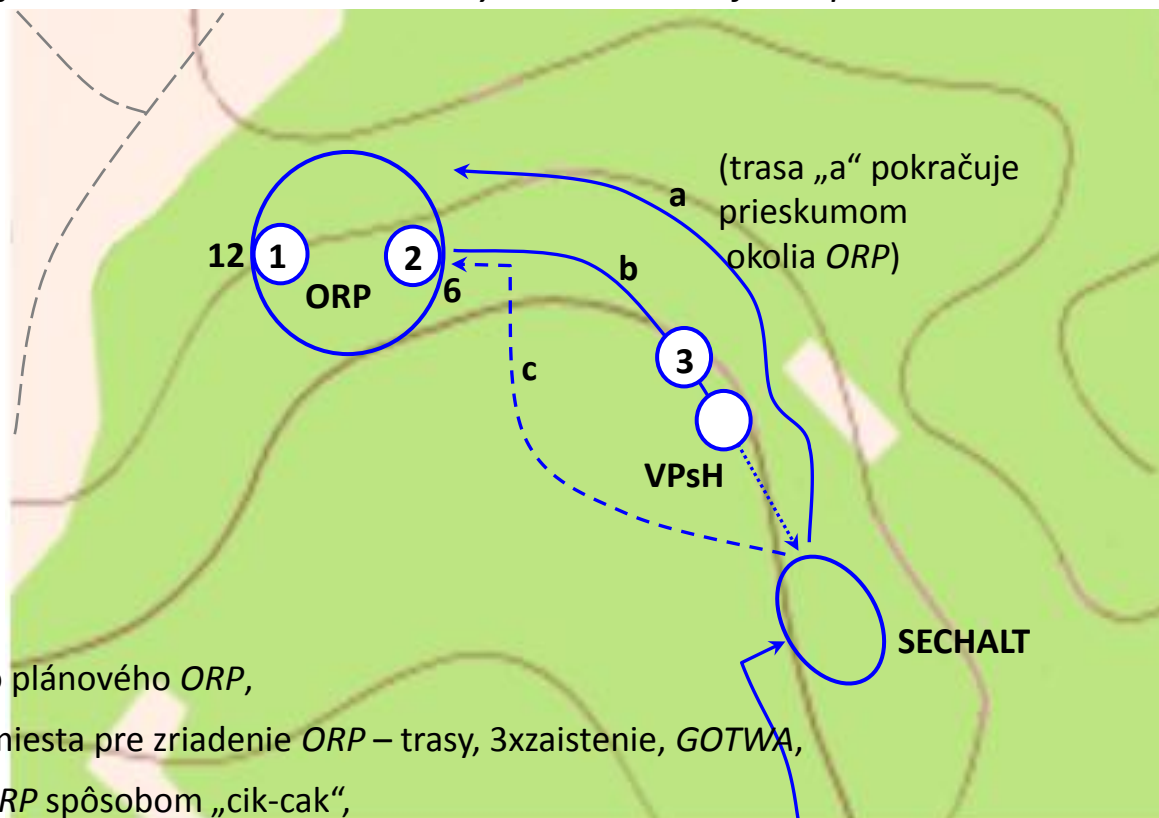 (trasa „a“ pokračuje
prieskumom
okolia ORP)
a
12
1
2
ORP
6
b
3
c
VPsH
SECHALT
plánového ORP,
miesta pre zriadenie ORP – trasy, 3xzaistenie, GOTWA,
spôsobom „cik-cak“,